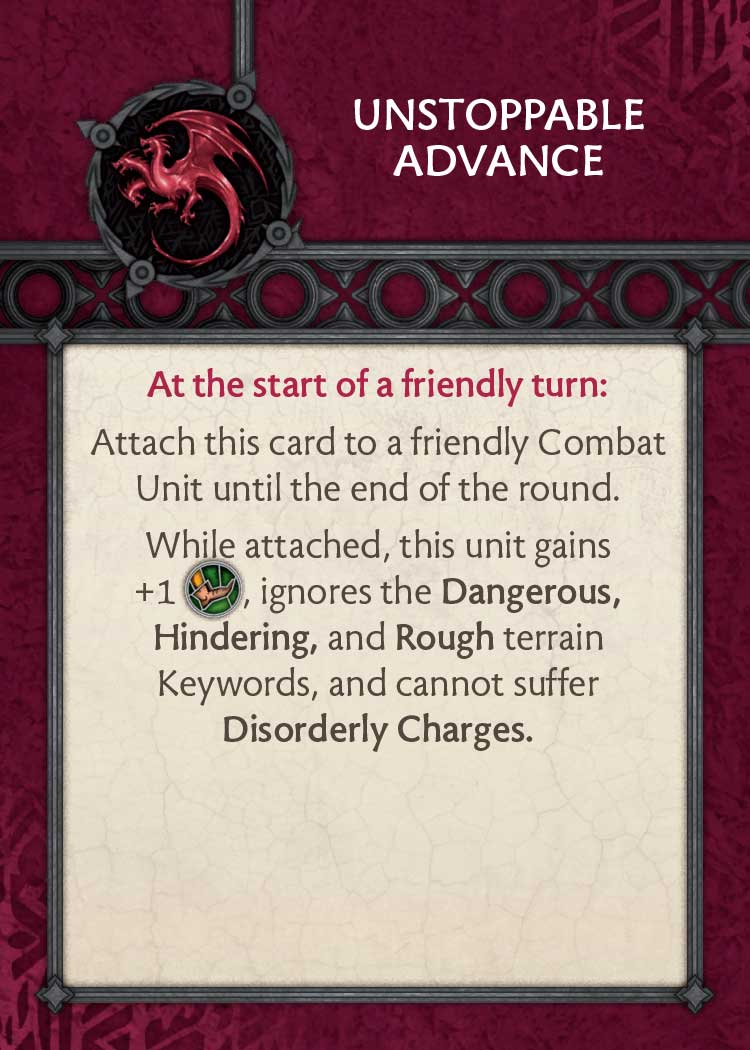 UNSTOPPABLE
ADVANCE
At the start of a friendly turn:
Attach this card to a friendly Combat
Unit until the end of the round.
While attached, this unit gains
+1 , ignores the Dangerous,
Hindering, and Rough terrain
Keywords, and cannot suffer
Disorderly Charges.